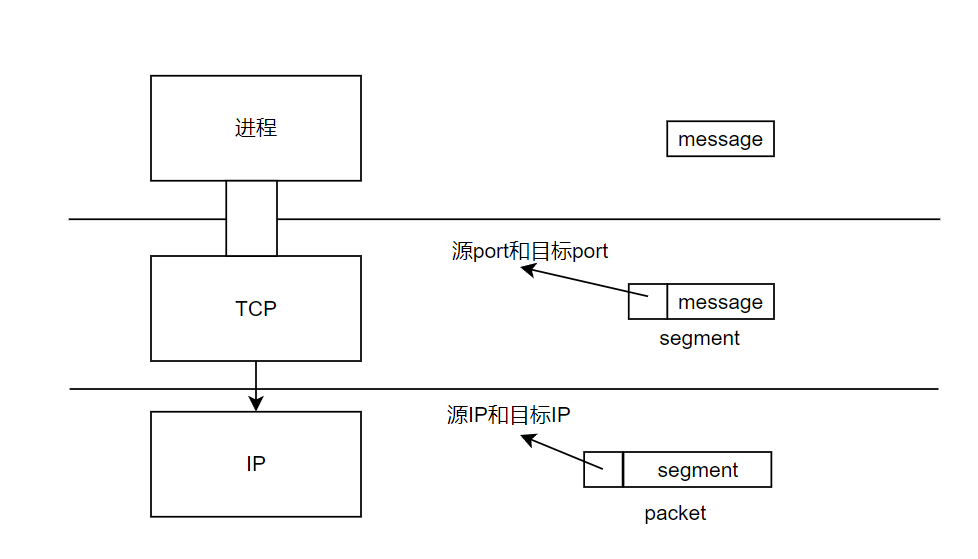 进程
message
源port和目标port
TCP
message
segment
源IP和目标IP
IP
segment
packet